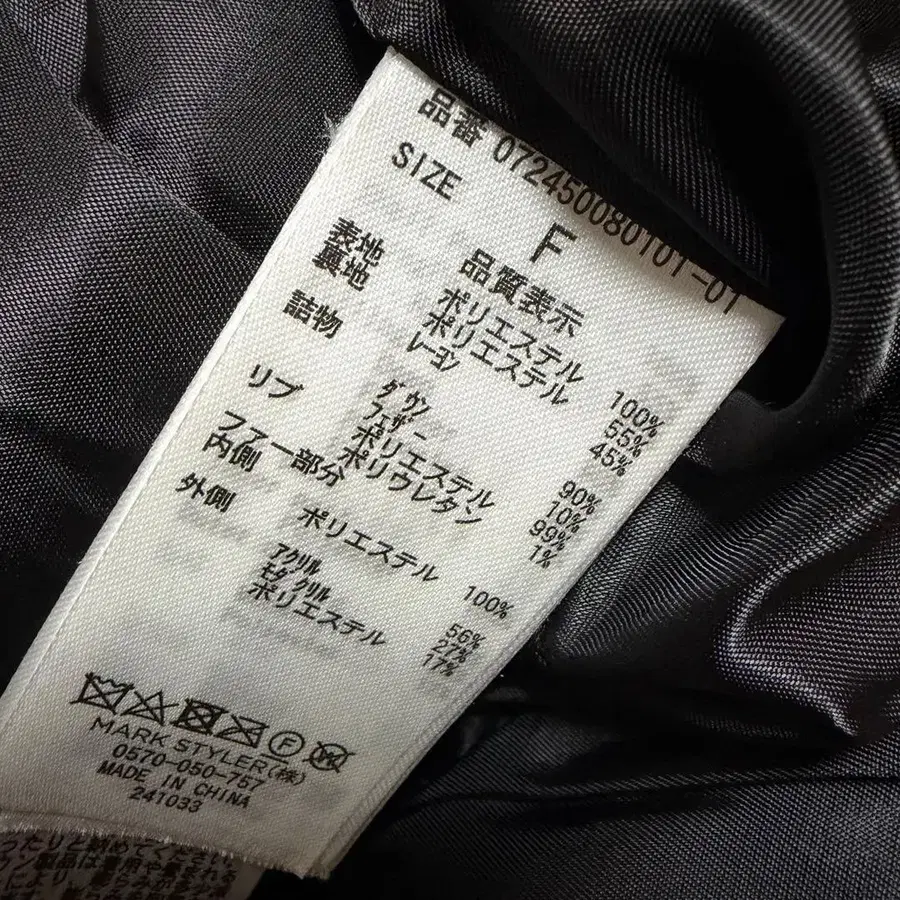 品番 072450080101-01
SIZE F
品質表示
表地 ポリエステル 100%
裏地 ポリエステル 55%
レーヨン 45%
詰物
ダウン 90%
フェザー 10%
リブ ポリエステル 99%
ポリウレタン 1%
ファー部分
内側 ポリエステル 100%
外側
アクリル 56%
モダクリル 27%
ポリエステル 17%
F
W
MARK STYLER(株)
0570-050-757
MADE IN CHINA
241033